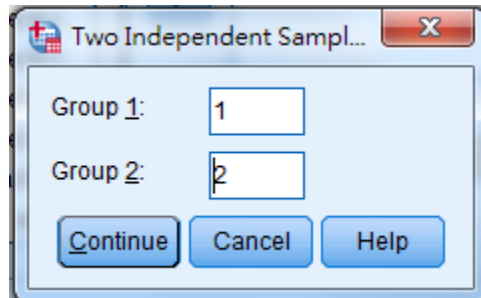 Two Independent Sampl...
Group 1: 1
Group 2: 2
Continue Cancel Help